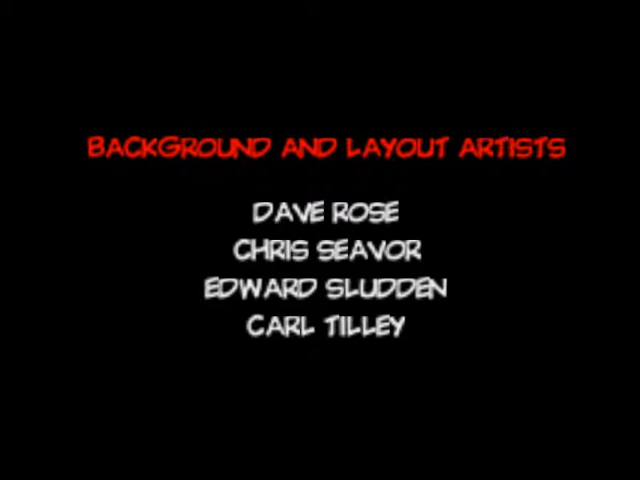 BACKGROUND AND LAYOUT ARTISTS
DAVE ROSE
CHRIS SEAVOR
EDWARD SLUDDEN
CARL TILLEY